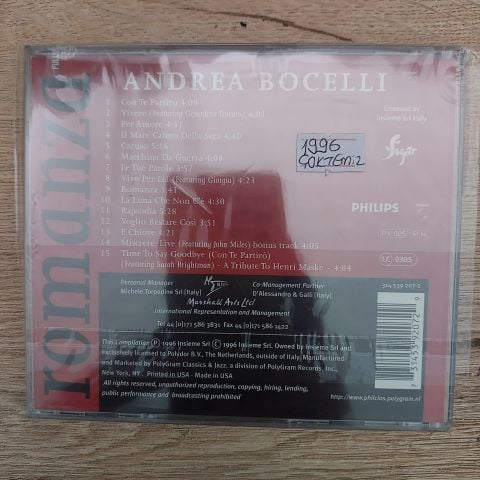 PULL
romanza
ANDREA BOCELLI
1 Con Te Partirò 4:09
2 Vivere (Featuring Gerardina Trovato) 4:03
3 Per Amore 4:41
4 Il Mare Calmo Della Sera 4:40
5 Caruso 5:16
6 Macchine Da Guerra 4:08
7 Le Tue Parole 3:57
8 Vivo Per Lei (Featuring Giorgia) 4:23
9 Romanza 3:41
10 La Luna Che Non C'è 4:30
11 Rapsodia 5:28
12 Voglio Restare Così 3:51
13 E Chiove 4:21
14 Miserere/Live (Featuring John Miles) bonus track 4:05
15 Time To Say Goodbye (Con Te Partirò)
(Featuring Sarah Brightman) - A Tribute To Henri Maske - 4:04
Licensed by
Insieme Srl Italy
Sugar
1996
GÖKTEMiZ
PHILIPS
PY 925
LC 0305
Personal Manager
Michele Torpedine Srl [Italy]
Co-Management Partner
D'Alessandro & Galli [Italy]
Marshall Arts Ltd
International Representation and Management
Tel 44 [0]171 586 3831 Fax 44 [0]171 586 1422
This Compilation Ⓟ 1996 Insieme Srl. © 1996 Insieme Srl. Owned by Insieme Srl and
exclusively licensed to Polydor B.V., The Netherlands, outside of Italy. Manufactured
and Marketed by PolyGram Classics & Jazz, a division of PolyGram Records, Inc.,
New York, NY. Printed in USA · Made in USA
All rights reserved, unauthorized reproduction, copying, hiring, lending,
public performance and broadcasting prohibited
314 539 207-2
7 31453 92072 9
http://www.philclas.polygram.nl